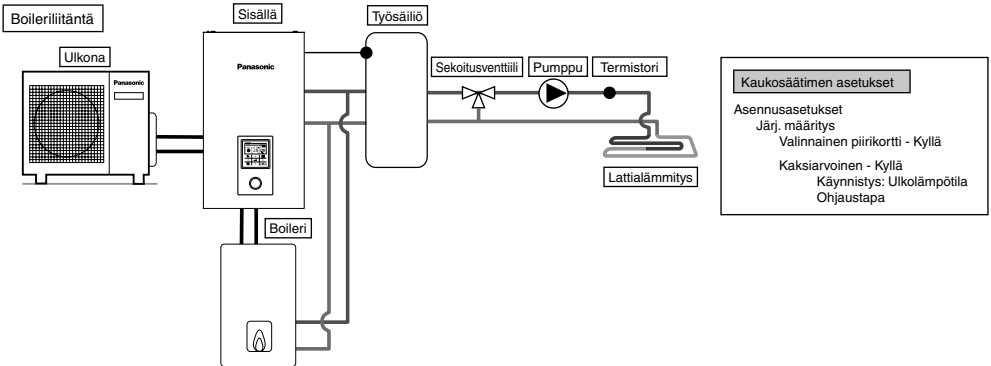 Boileriliitäntä
Ulkona
Panasonic
Sisällä
Panasonic
Työsäiliö
Sekoitusventtiili
Pumppu
Termistori
Lattialämmitys
Boileri
Kaukosäätimen asetukset
Asennusasetukset
Järj. määritys
Valinnainen piirikortti - Kyllä
Kaksiarvoinen - Kyllä
Käynnistys: Ulkolämpötila
Ohjaustapa